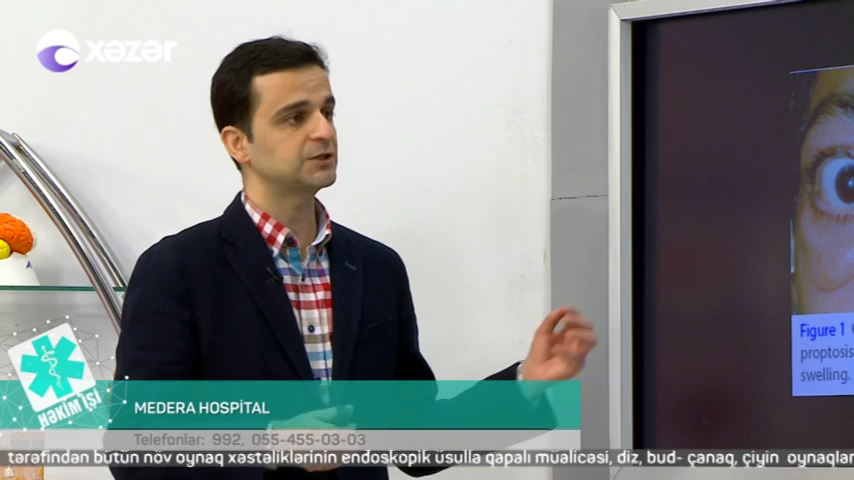 xəzər
Figure 1
proptosis
swelling.
HƏKİM İŞİ
MEDERA HOSPİTAL
Telefonlar: 992, 055-455-03-03
tərəfindən bütün növ oynaq xəstəliklərinin endoskopik üsulla qapalı müalicəsi, diz, bud- çanaq, çiyin oynaqlar